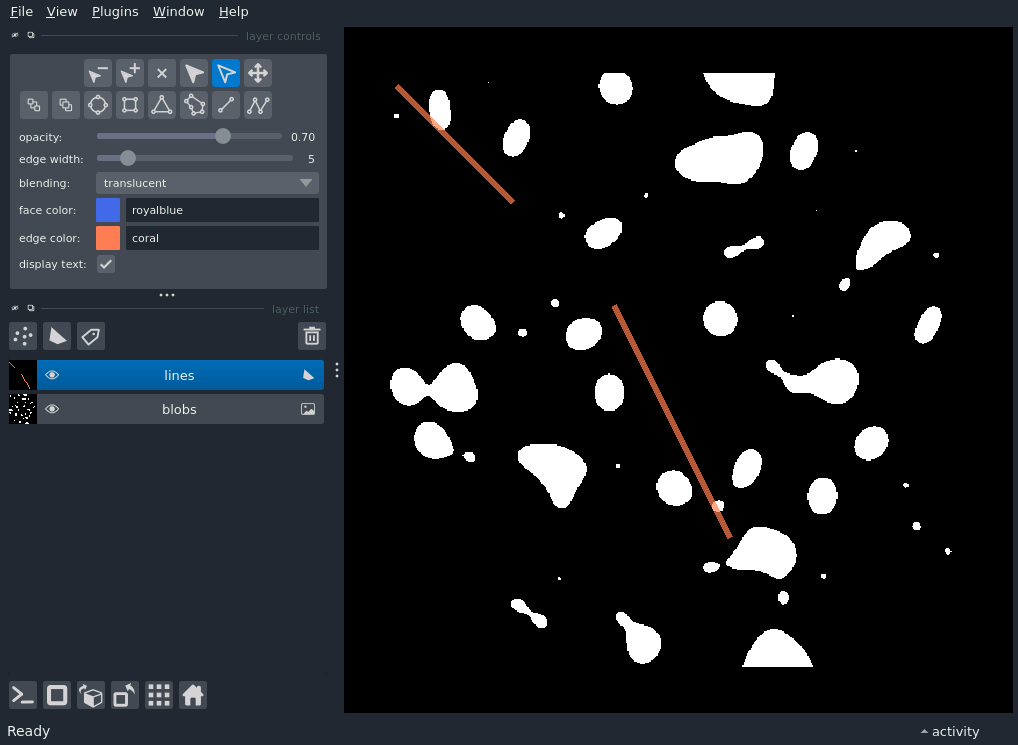 File View Plugins Window Help
layer controls
opacity: 0.70
edge width: 5
blending: translucent
face color: royalblue
edge color: coral
display text:
layer list
lines
blobs
Ready activity